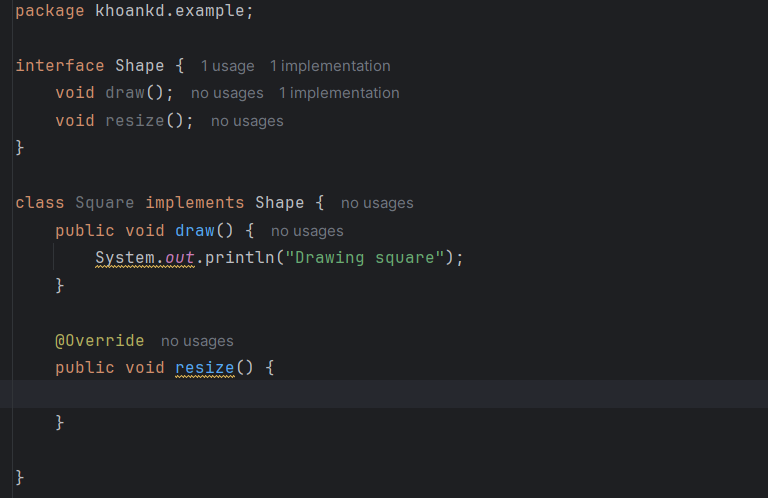 package khoankd.example;
interface Shape { 1 usage 1 implementation
void draw(); no usages 1 implementation
void resize(); no usages
}
class Square implements Shape { no usages
public void draw() { no usages
System.out.println("Drawing square");
}
@Override no usages
public void resize() {
}
}